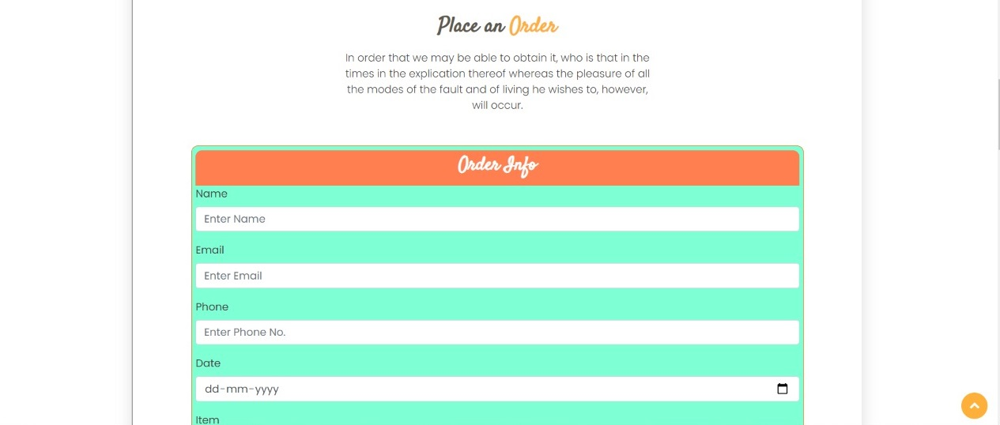 Place an Order
In order that we may be able to obtain it, who is that in the
times in the explication thereof whereas the pleasure of all
the modes of the fault and of living he wishes to, however,
will occur.
Order Info
Name
Enter Name
Email
Enter Email
Phone
Enter Phone No.
Date
dd-mm-yyyy
Item